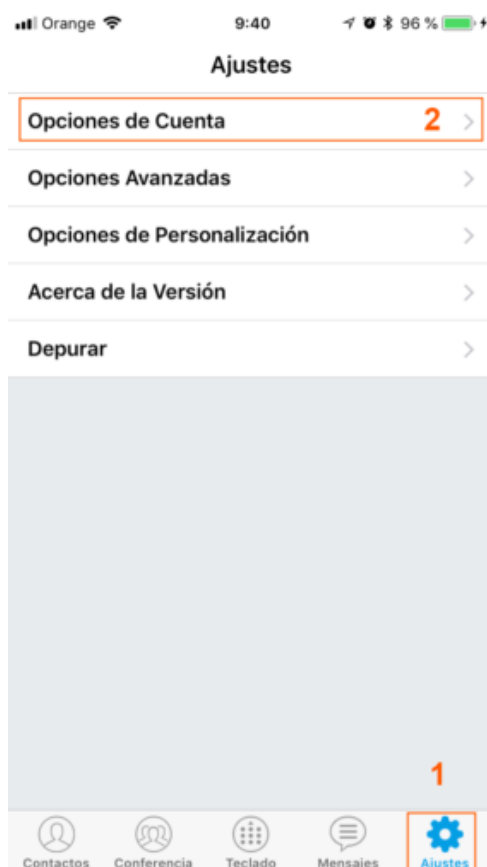 Orange 9:40 96 %
Ajustes
Opciones de Cuenta 2
Opciones Avanzadas
Opciones de Personalización
Acerca de la Versión
Depurar
1
Contactos Conferencia Teclado Mensajes Ajustes